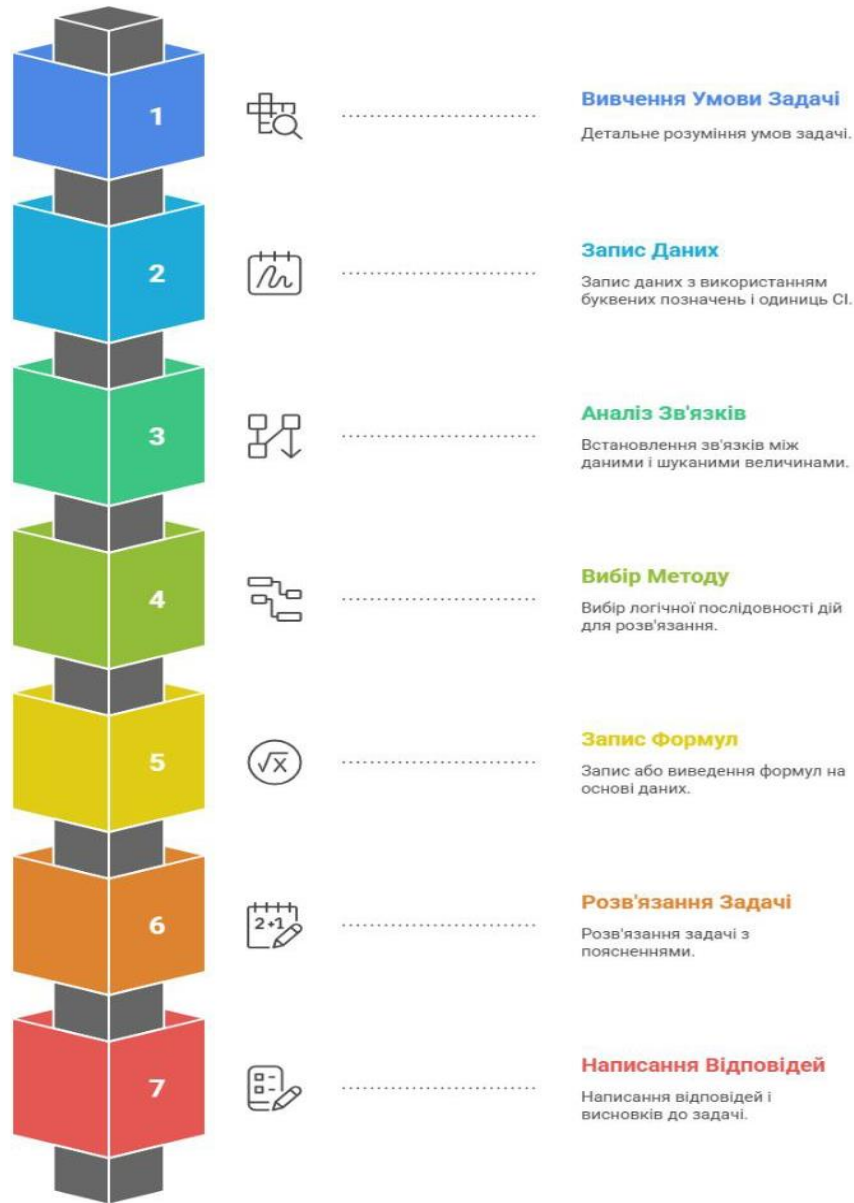 1
Вивчення Умови Задачі
Детальне розуміння умов задачі.
2
Запис Даних
Запис даних з використанням
буквених позначень і одиниць СІ.
3
Аналіз Зв'язків
Встановлення зв'язків між
даними і шуканими величинами.
4
Вибір Методу
Вибір логічної послідовності дій
для розв'язання.
5
√x
Запис Формул
Запис або виведення формул на
основі даних.
6
2+1
Розв'язання Задачі
Розв'язання задачі з
поясненнями.
7
Написання Відповідей
Написання відповідей і
висновків до задачі.